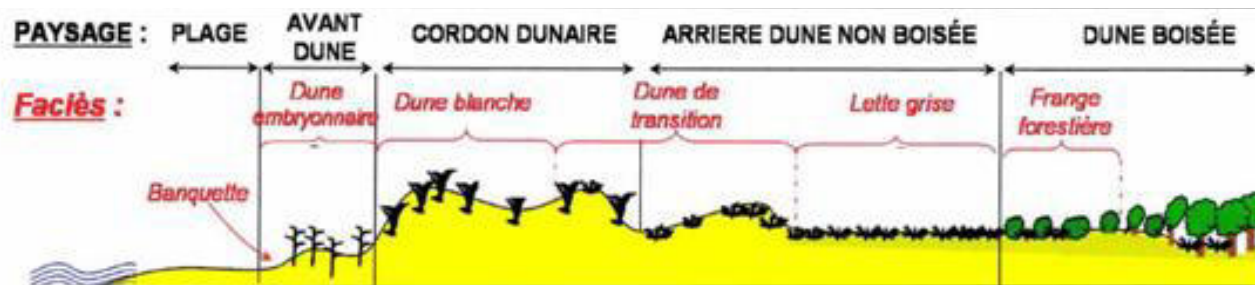 PAYSAGE : PLAGE AVANT DUNE CORDON DUNAIRE ARRIERE DUNE NON BOISÉE DUNE BOISÉE
Faciès : Dune embryonnaire Dune blanche Dune de transition Lette grise Frange forestière
Banquette